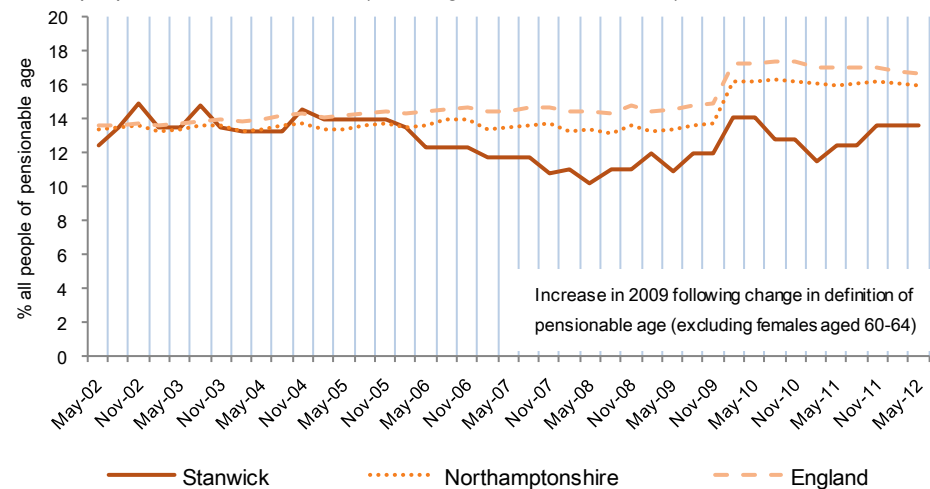 % all people of pensionable age
20
18
16
14
12
10
8
6
4
2
0
Increase in 2009 following change in definition of
pensionable age (excluding females aged 60-64)
May-02
Nov-02
May-03
Nov-03
May-04
Nov-04
May-05
Nov-05
May-06
Nov-06
May-07
Nov-07
May-08
Nov-08
May-09
Nov-09
May-10
Nov-10
May-11
Nov-11
May-12
Stanwick
Northamptonshire
England